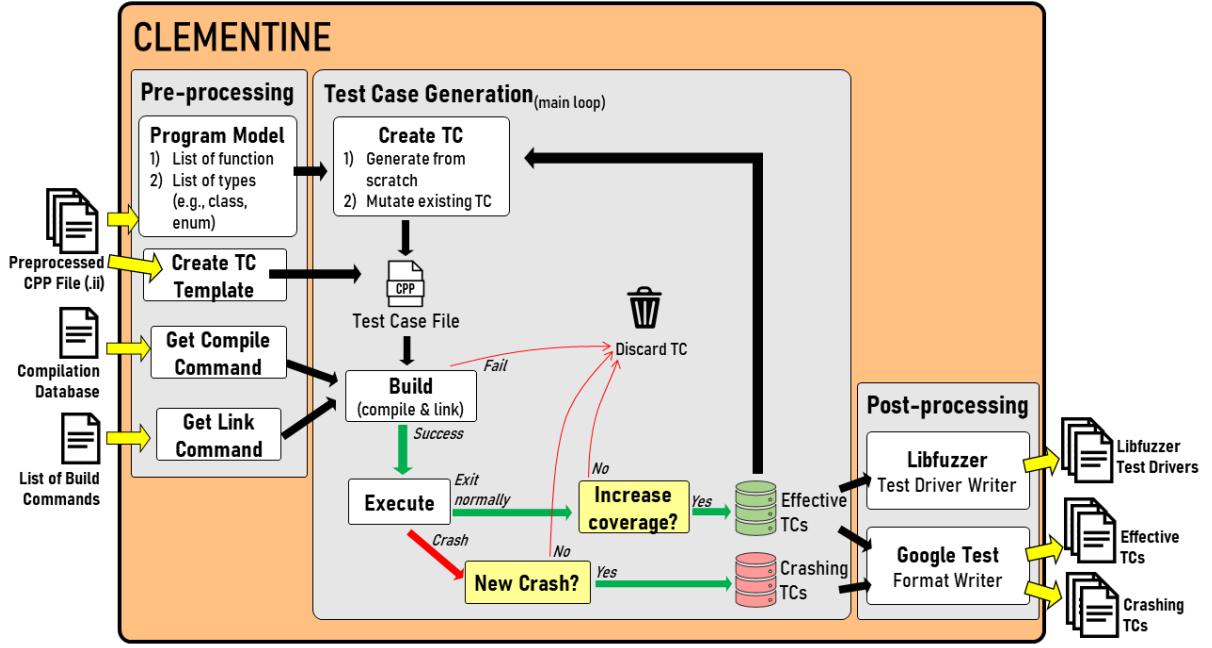 CLEMENTINE
Pre-processing
Program Model
1) List of function
2) List of types
(e.g., class,
enum)
Create TC
Template
Get Compile
Command
Get Link
Command
Preprocessed
CPP File (.ii)
Compilation
Database
List of Build
Commands
Test Case Generation(main loop)
Create TC
1) Generate from
scratch
2) Mutate existing TC
CPP
Test Case File
Discard TC
Build
(compile & link)
Fail
Success
Execute
Exit
normally
Crash
Increase
coverage?
No
Yes
New Crash?
No
Yes
Effective
TCs
Crashing
TCs
Post-processing
Libfuzzer
Test Driver Writer
Google Test
Format Writer
Libfuzzer
Test Drivers
Effective
TCs
Crashing
TCs